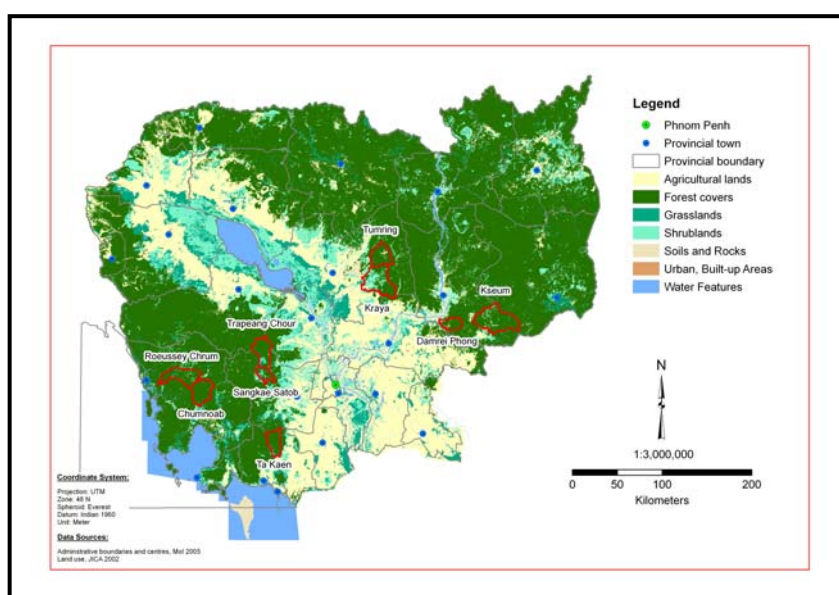 Legend
Phnom Penh
Provincial town
Provincial boundary
Agricultural lands
Forest covers
Grasslands
Shrublands
Soils and Rocks
Urban, Built-up Areas
Water Features
Tumring
Kraya
Kseum
Damrei Phong
Trapeang Chour
Roeussey Chrum
Sangkae Satob
Chumnoab
Ta Kaen
N
1:3,000,000
0 50 100 200
Kilometers
Coordinate System:
Projection: UTM
Zone: 48 N
Spheroid: Everest
Datum: Indian 1960
Unit: Meter
Data Sources:
Adminstrative boundaries and centres, MoI 2005
Land use, JICA 2002